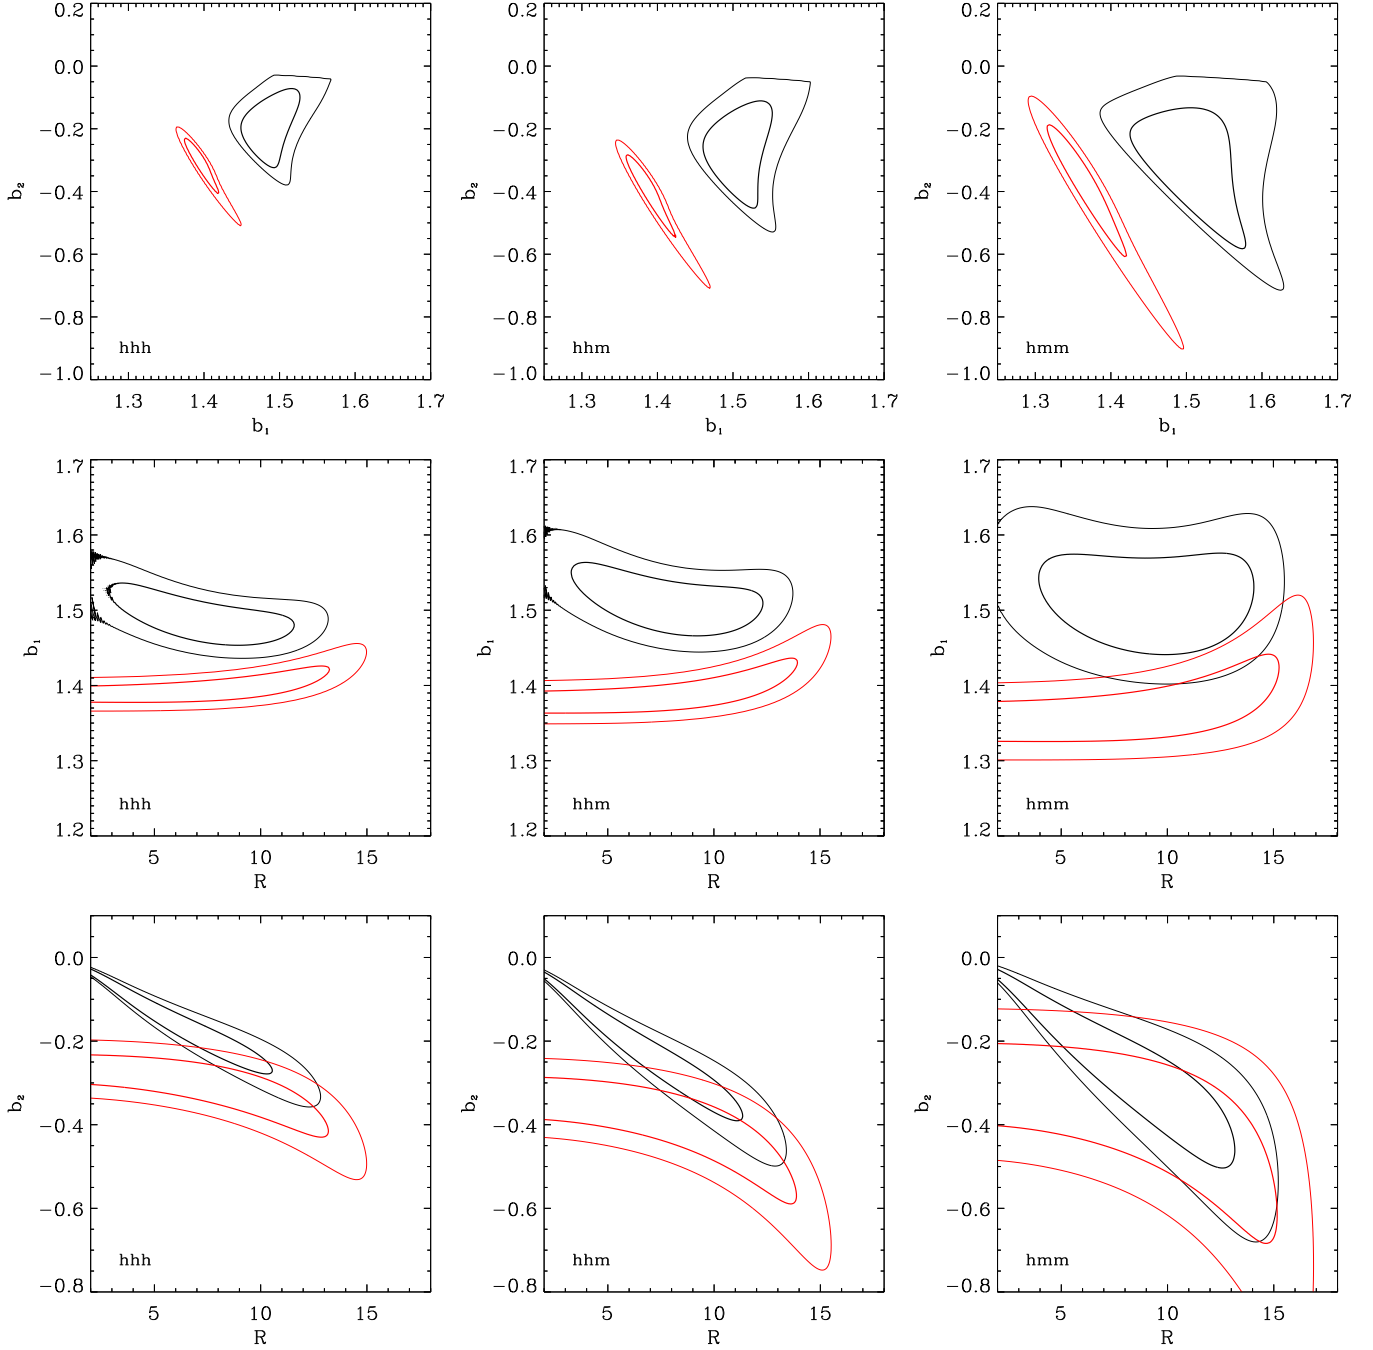 0.2 0.2 0.2
0.0 0.0 0.0
−0.2 −0.2 −0.2
b₂ −0.4 b₂ −0.4 b₂ −0.4
−0.6 −0.6 −0.6
−0.8 −0.8 −0.8
hhh hhm hmm
−1.0 −1.0 −1.0
1.3 1.4 1.5 1.6 1.7 1.3 1.4 1.5 1.6 1.7 1.3 1.4 1.5 1.6 1.7
b₁ b₁ b₁
1.7 1.7 1.7
1.6 1.6 1.6
1.5 1.5 1.5
b₁ b₁ b₁
1.4 1.4 1.4
1.3 1.3 1.3
hhh hhm hmm
1.2 1.2 1.2
5 10 15 5 10 15 5 10 15
R R R
0.0 0.0 0.0
−0.2 −0.2 −0.2
b₂ b₂ b₂
−0.4 −0.4 −0.4
−0.6 −0.6 −0.6
hhh hhm hmm
−0.8 −0.8 −0.8
5 10 15 5 10 15 5 10 15
R R R